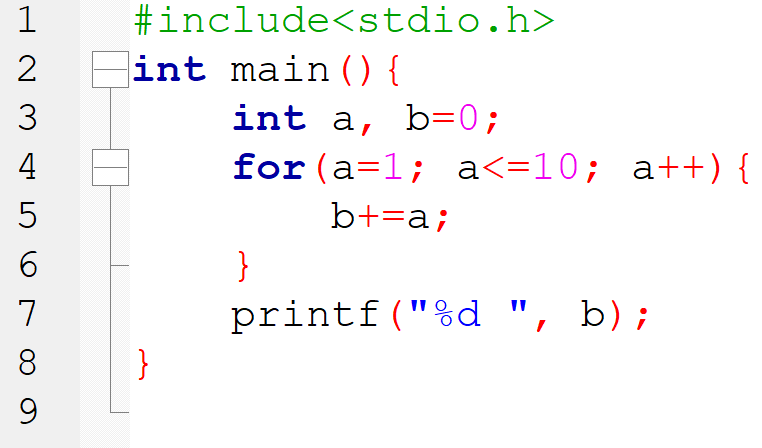 1 #include<stdio.h>
2 int main(){
3     int a, b=0;
4     for(a=1; a<=10; a++){
5         b+=a;
6     }
7     printf("%d ", b);
8 }
9